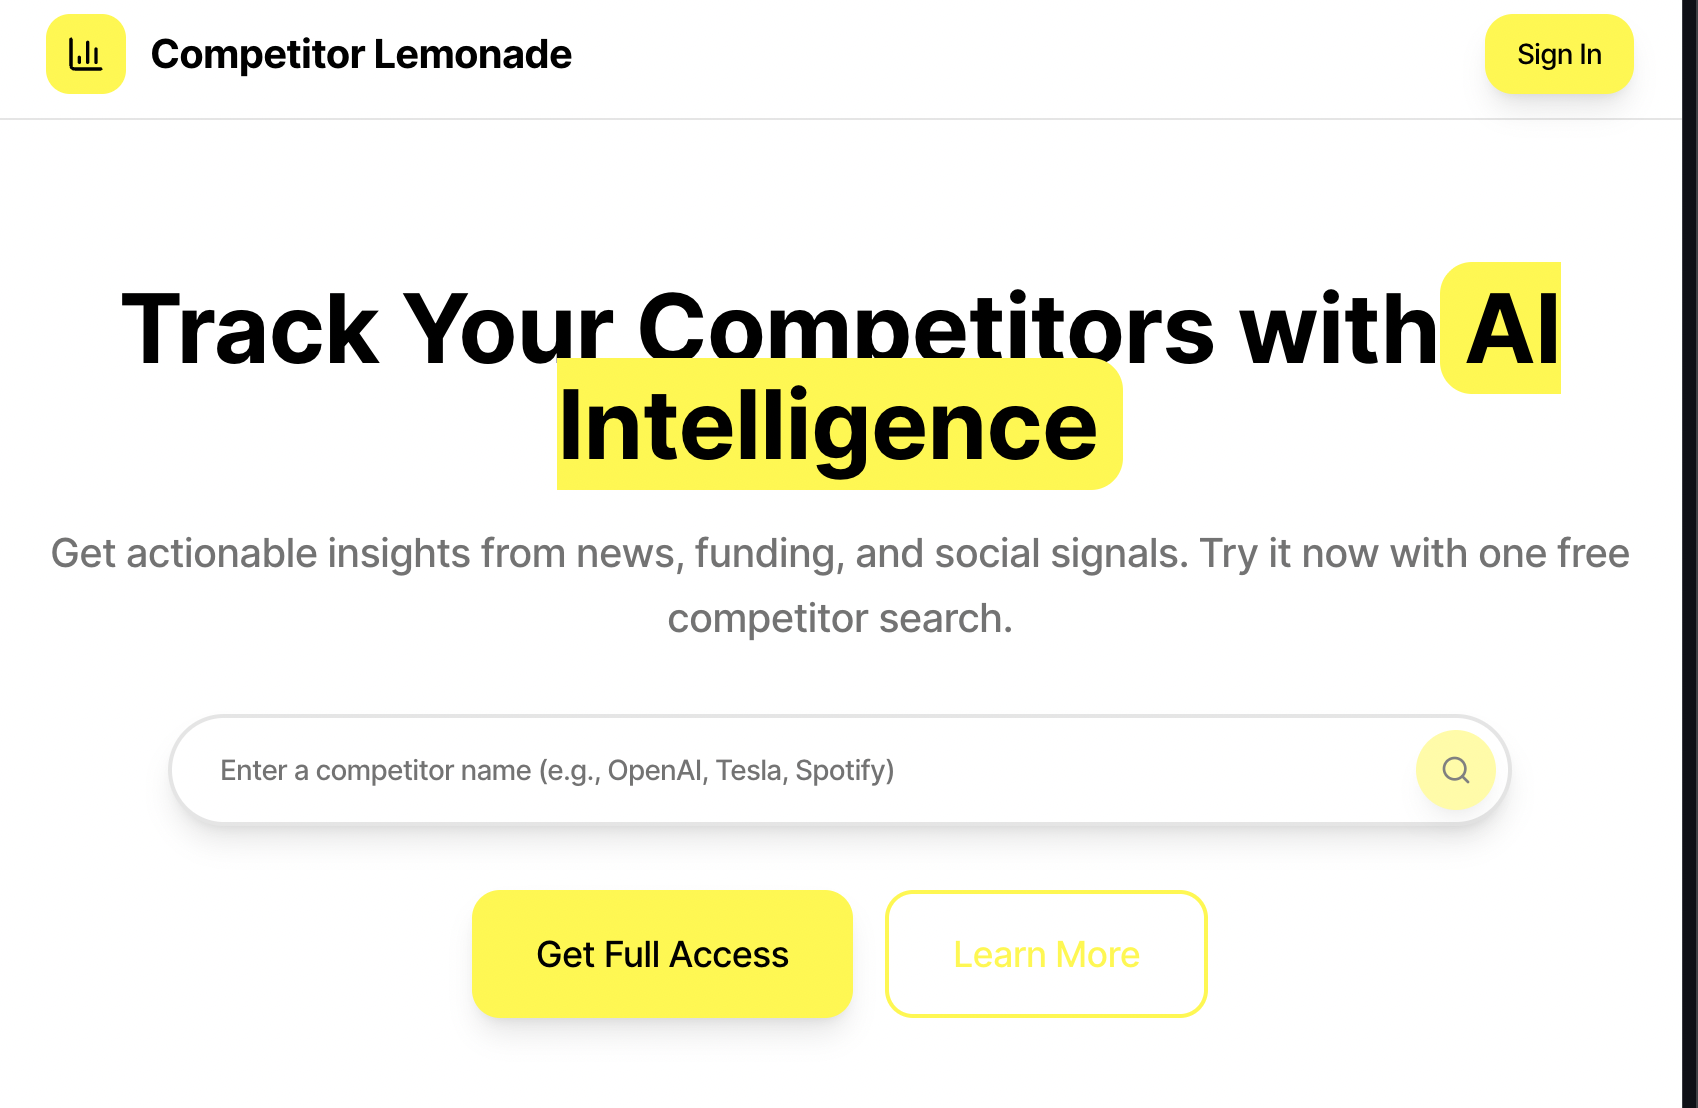 Competitor Lemonade
Sign In
Track Your Competitors with AI
Intelligence
Get actionable insights from news, funding, and social signals. Try it now with one free
competitor search.
Enter a competitor name (e.g., OpenAI, Tesla, Spotify)
Get Full Access
Learn More